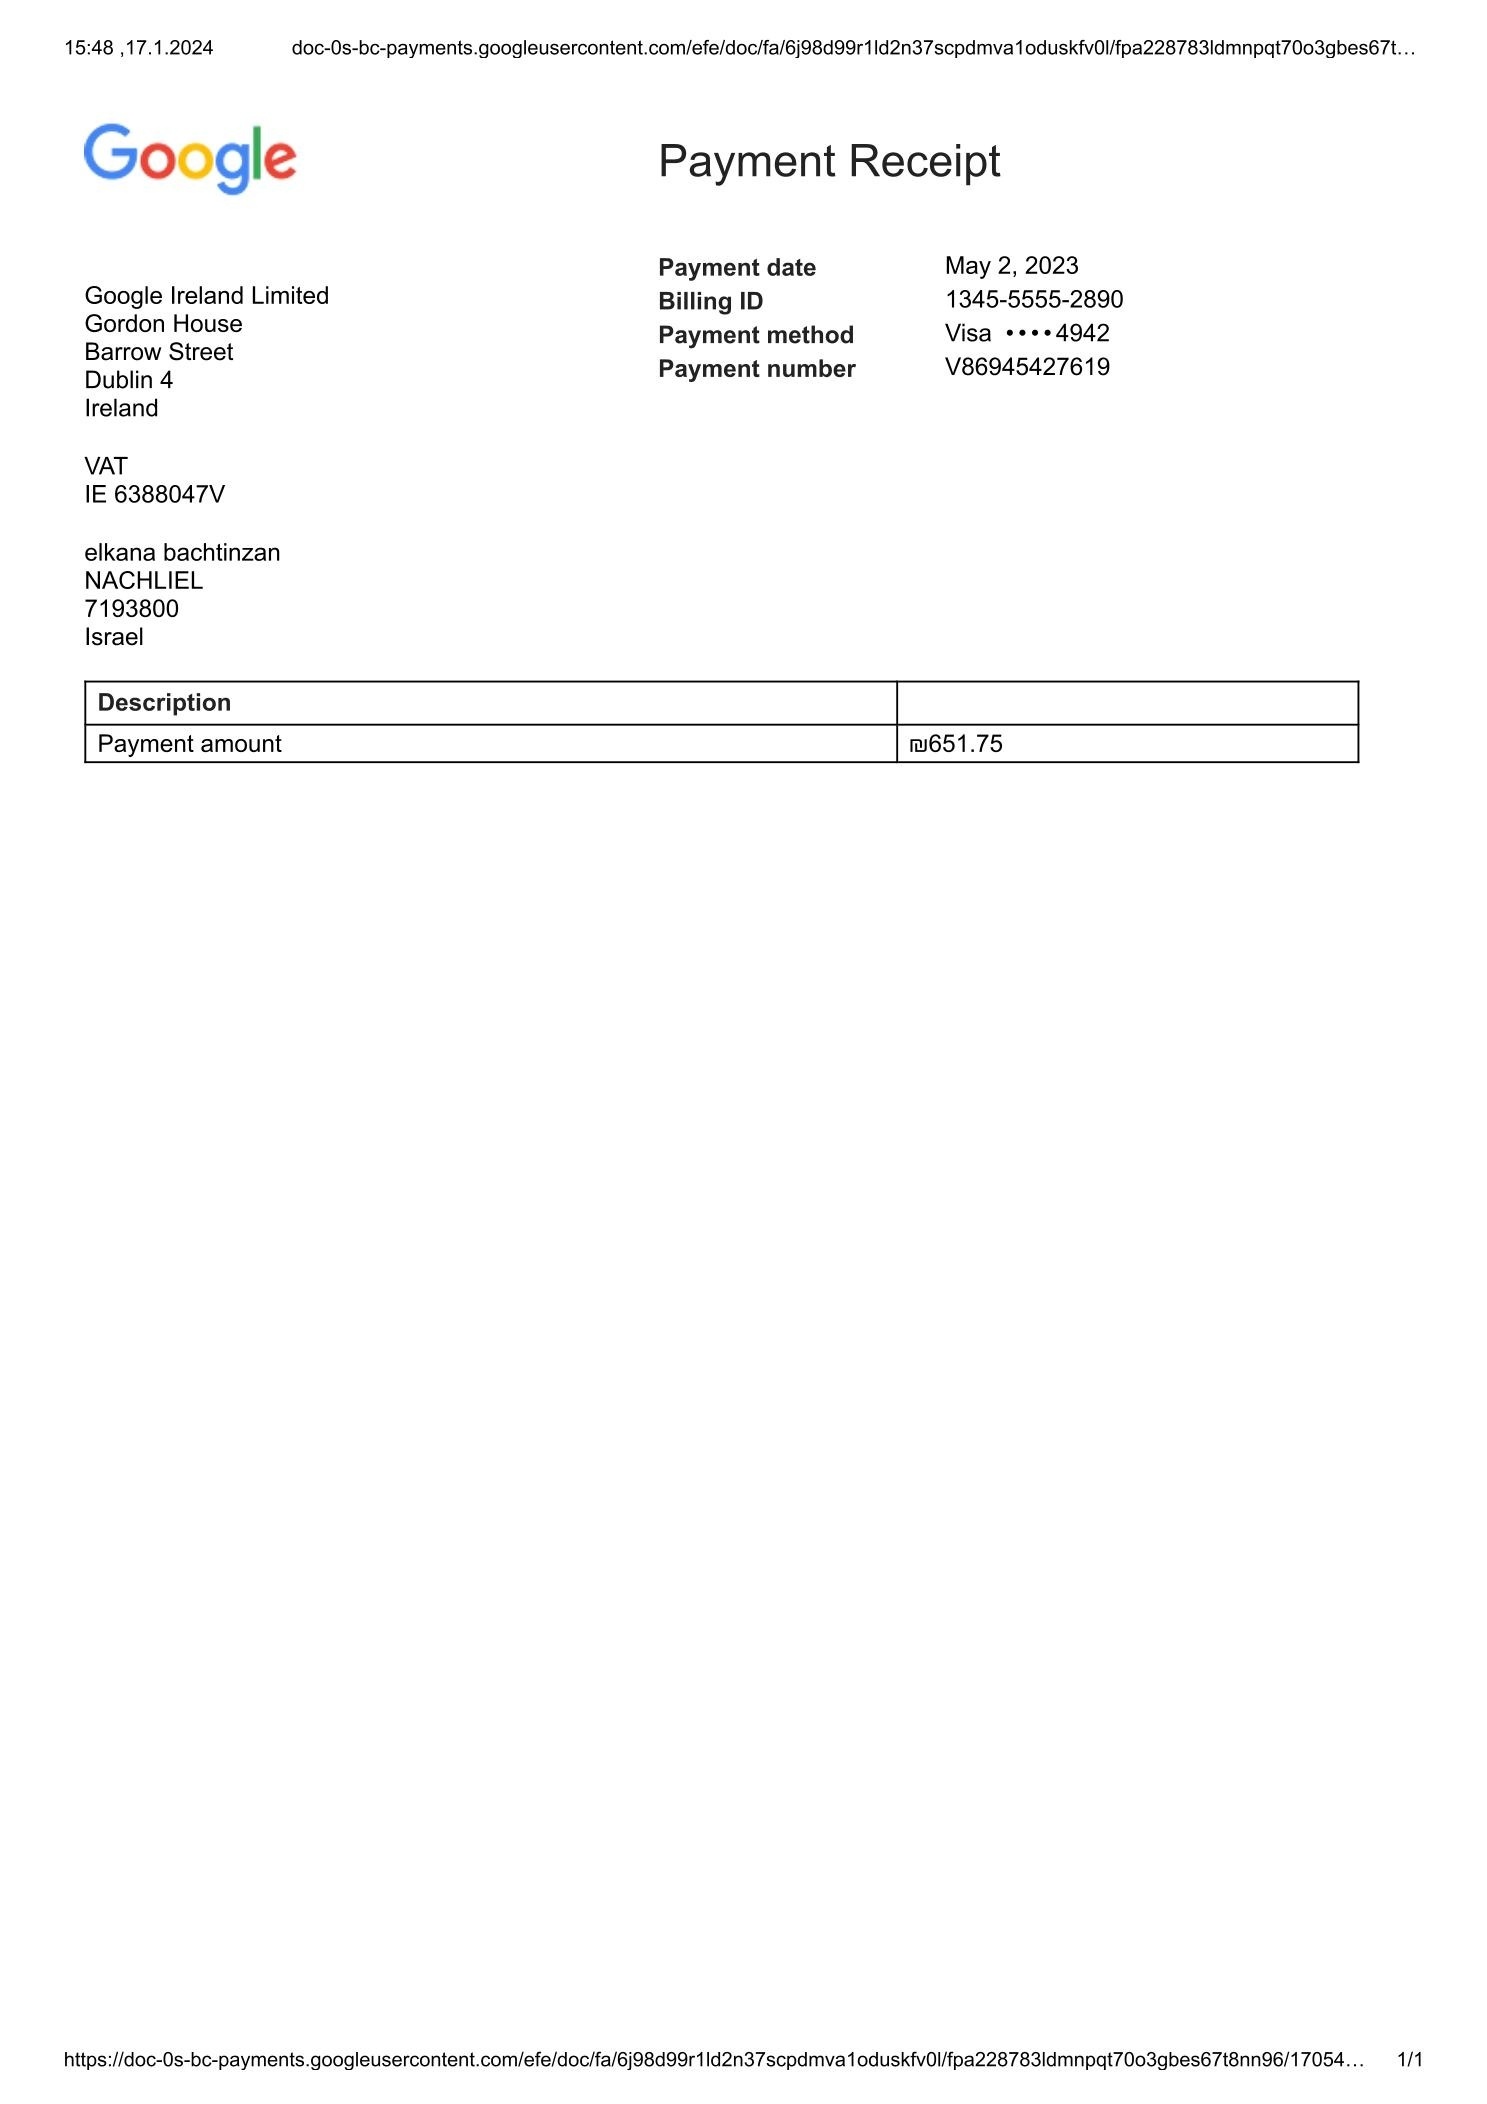 15:48 ,17.1.2024 doc-0s-bc-payments.googleusercontent.com/efe/doc/fa/6j98d99r1ld2n37scpdmva1oduskfv0l/fpa228783ldmnpqt70o3gbes67t…
Google
Payment Receipt
Payment date May 2, 2023
Billing ID 1345-5555-2890
Payment method Visa ••••4942
Payment number V86945427619
Google Ireland Limited
Gordon House
Barrow Street
Dublin 4
Ireland
VAT
IE 6388047V
elkana bachtinzan
NACHLIEL
7193800
Israel
Description
Payment amount ₪651.75
https://doc-0s-bc-payments.googleusercontent.com/efe/doc/fa/6j98d99r1ld2n37scpdmva1oduskfv0l/fpa228783ldmnpqt70o3gbes67t8nn96/17054… 1/1